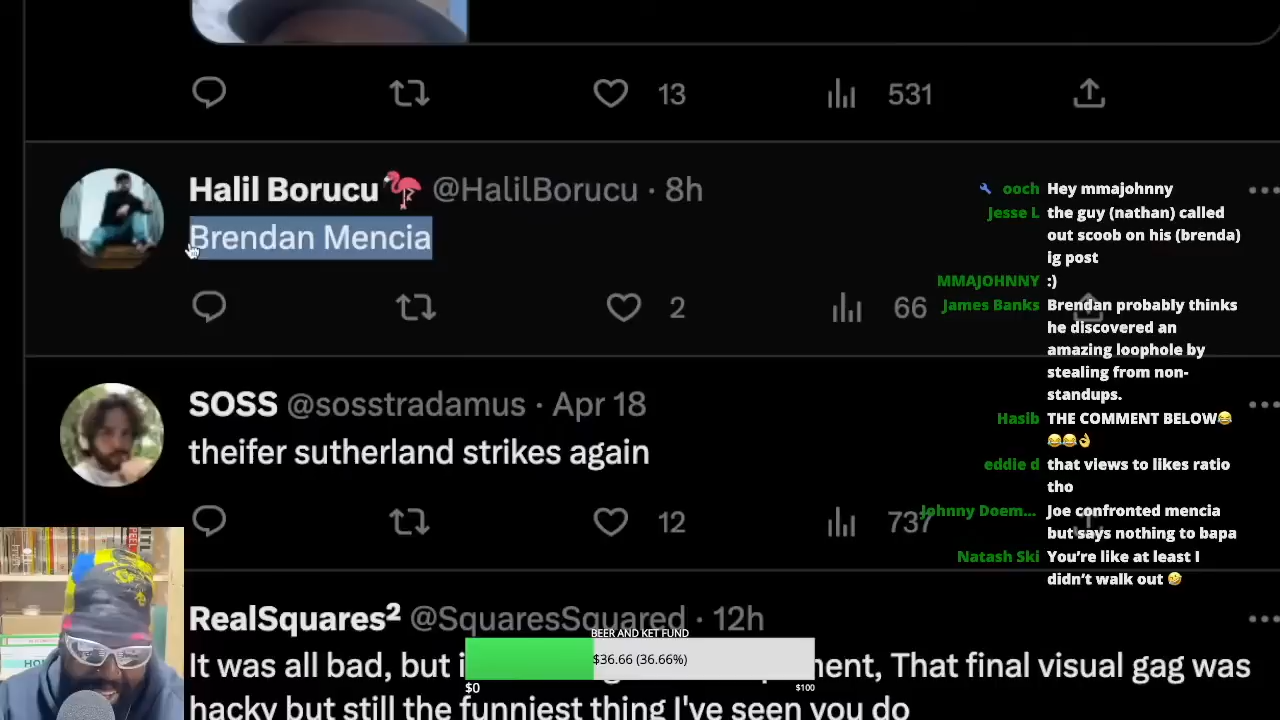 13
531
Halil Borucu🦩 @HalilBorucu · 8h
Brendan Mencia
2
66
SOSS @sosstradamus · Apr 18
theifer sutherland strikes again
12
737
RealSquares² @SquaresSquared · 12h
It was all bad, but i ment, That final visual gag was
hacky but still the funniest thing I've seen you do
BEER AND KET FUND
$36.66 (36.66%)
$0
$100
ooch Hey mmajohnny
Jesse L the guy (nathan) called
out scoob on his (brenda)
ig post
MMAJOHNNY :)
James Banks Brendan probably thinks
he discovered an
amazing loophole by
stealing from non-
standups.
Hasib THE COMMENT BELOW😂
😂😂👌
eddie d that views to likes ratio
tho
Johnny Doem... Joe confronted mencia
but says nothing to bapa
Natash Ski You’re like at least I
didn’t walk out 🤣